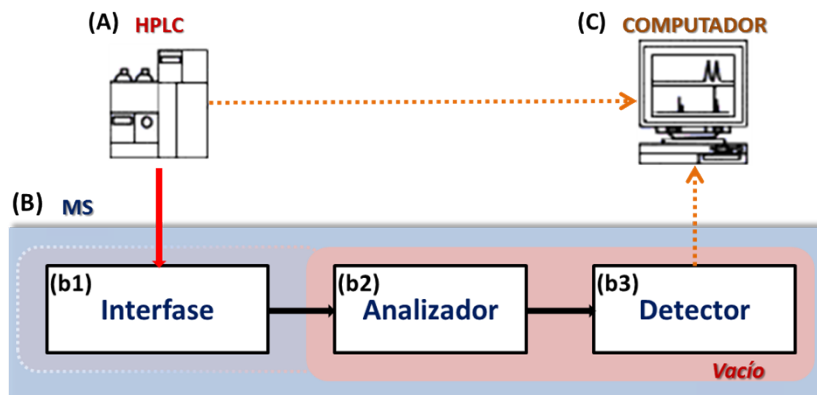 (A) HPLC
(C) COMPUTADOR
(B) MS
(b1) Interfase
(b2) Analizador
(b3) Detector
Vacío